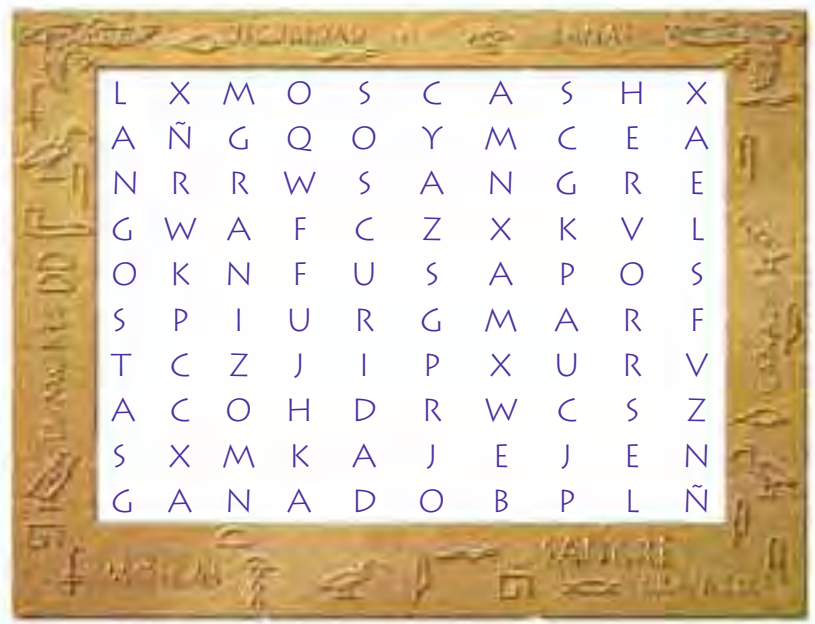 L X M O S C A S H X
A Ñ G Q O Y M C E A
N R R W S A N G R E
G W A F C Z X K V L
O K N F U S A P O S
S P I U R G M A R F
T C Z J I P X U R V
A C O H D R W C S Z
S X M K A J E J E N
G A N A D O B P L Ñ